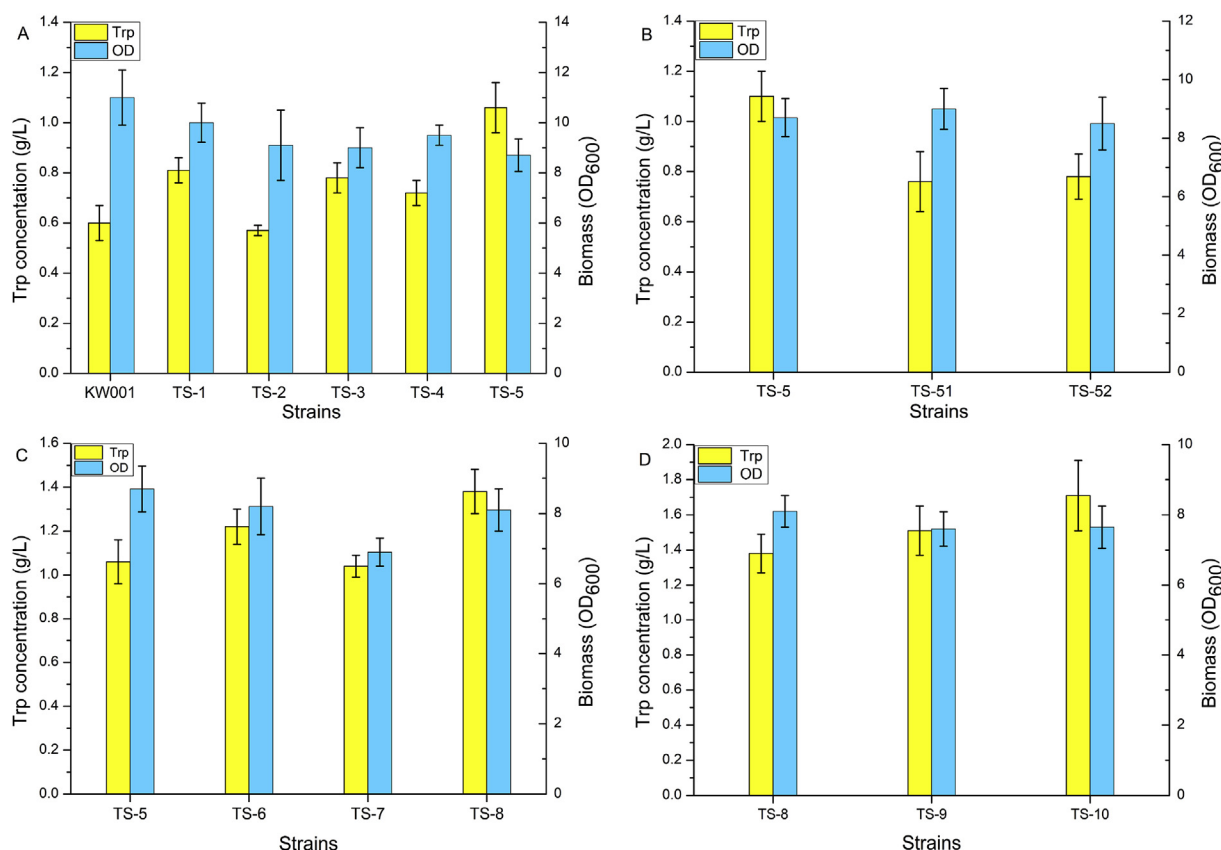 A
Trp
OD
Trp concentation (g/L)
1.4
1.2
1.0
0.8
0.6
0.4
0.2
0.0
14
12
10
8
6
4
2
0
Biomass (OD600)
KW001 TS-1 TS-2 TS-3 TS-4 TS-5
Strains
B
Trp
OD
Trp concentration (g/L)
1.4
1.2
1.0
0.8
0.6
0.4
0.2
0.0
12
10
8
6
4
2
0
Biomass (OD600)
TS-5 TS-51 TS-52
Strains
C
Trp
OD
Trp concentration (g/L)
1.6
1.4
1.2
1.0
0.8
0.6
0.4
0.2
0.0
10
8
6
4
2
0
Biomass (OD600)
TS-5 TS-6 TS-7 TS-8
Strains
D
Trp
OD
Trp concentration (g/L)
2.0
1.8
1.6
1.4
1.2
1.0
0.8
0.6
0.4
0.2
0.0
10
8
6
4
2
0
Biomass (OD600)
TS-8 TS-9 TS-10
Strains